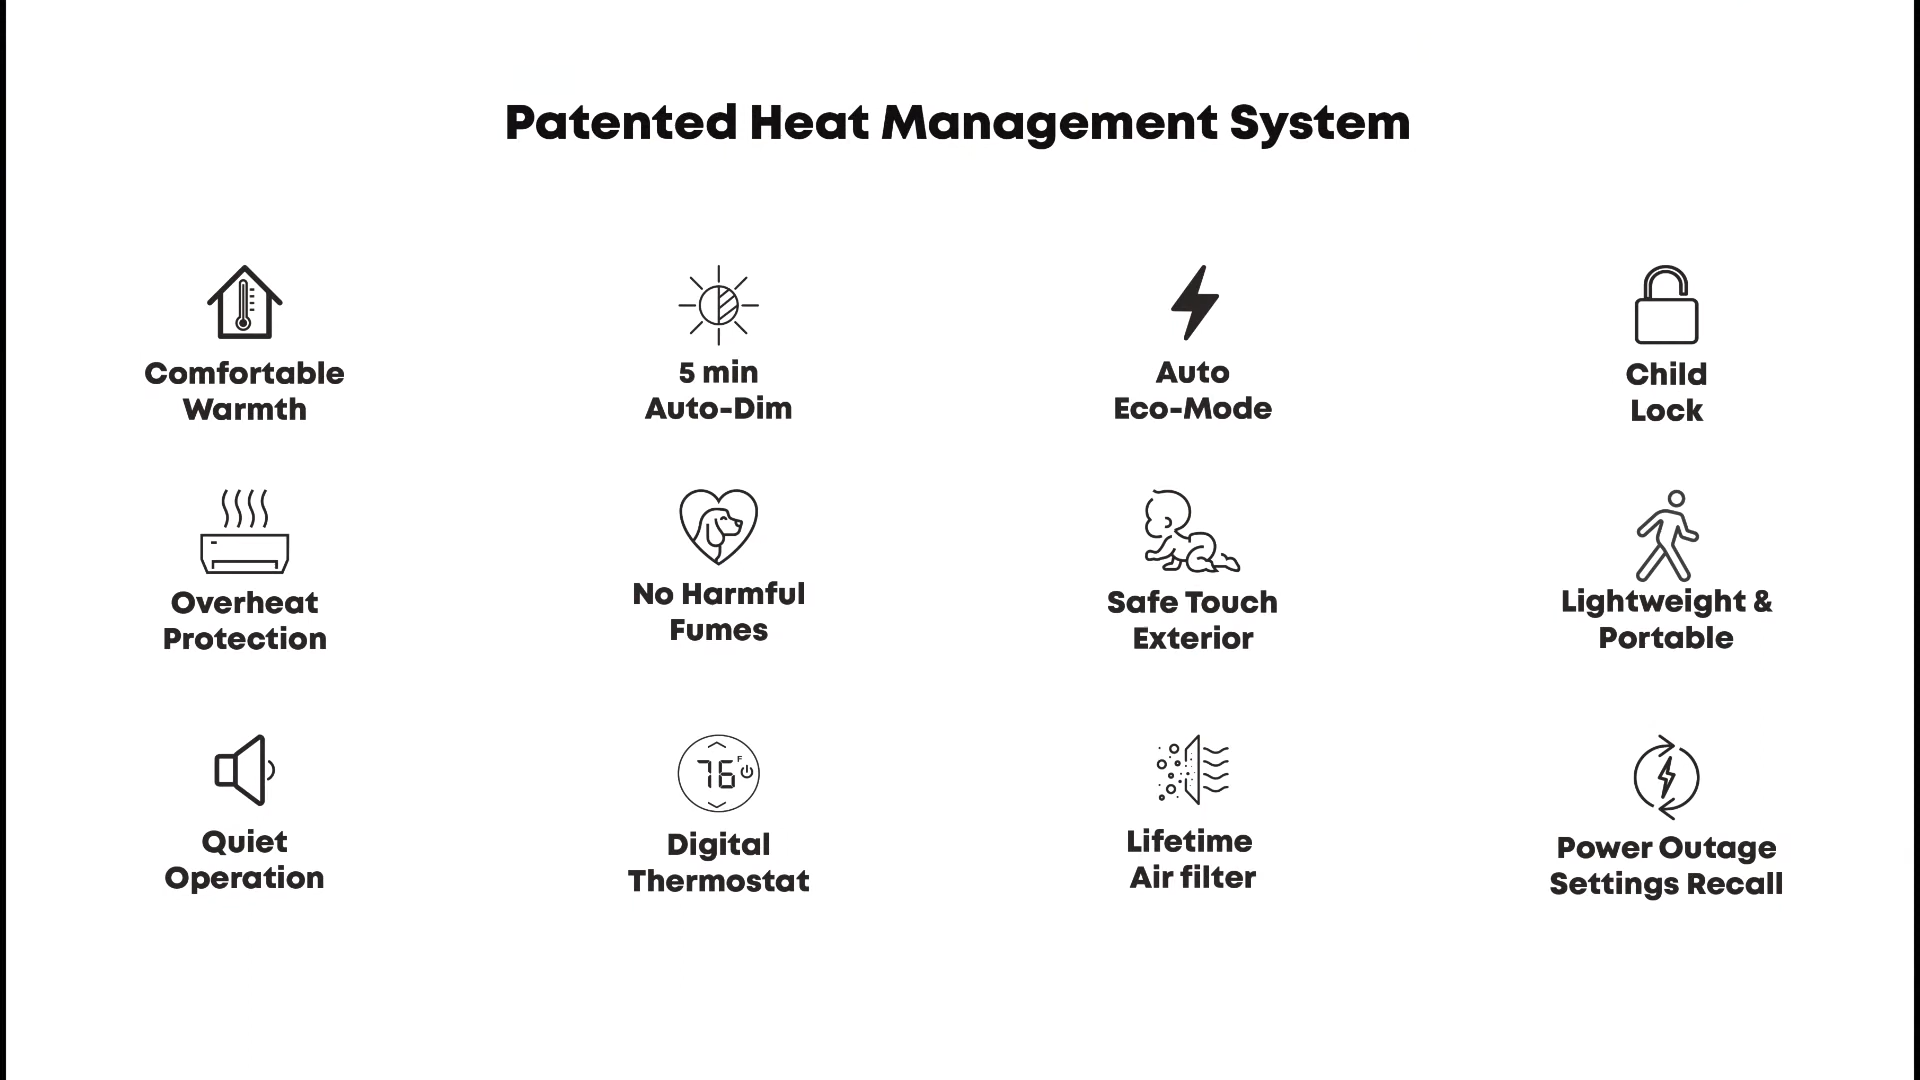 Patented Heat Management System
Comfortable
Warmth
5 min
Auto-Dim
Auto
Eco-Mode
Child
Lock
Overheat
Protection
No Harmful
Fumes
Safe Touch
Exterior
Lightweight &
Portable
Quiet
Operation
76 F
Digital
Thermostat
Lifetime
Air filter
Power Outage
Settings Recall